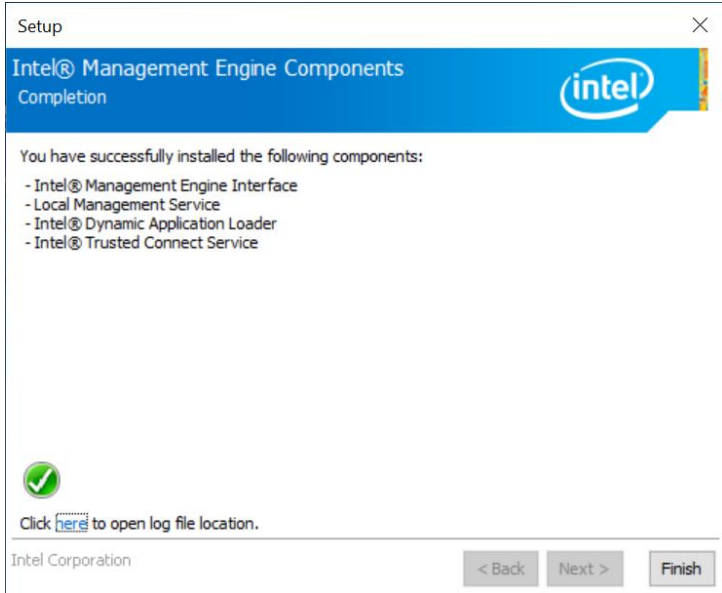 Setup
Intel® Management Engine Components
Completion
intel
You have successfully installed the following components:
- Intel® Management Engine Interface
- Local Management Service
- Intel® Dynamic Application Loader
- Intel® Trusted Connect Service
Click here to open log file location.
Intel Corporation
< Back Next > Finish